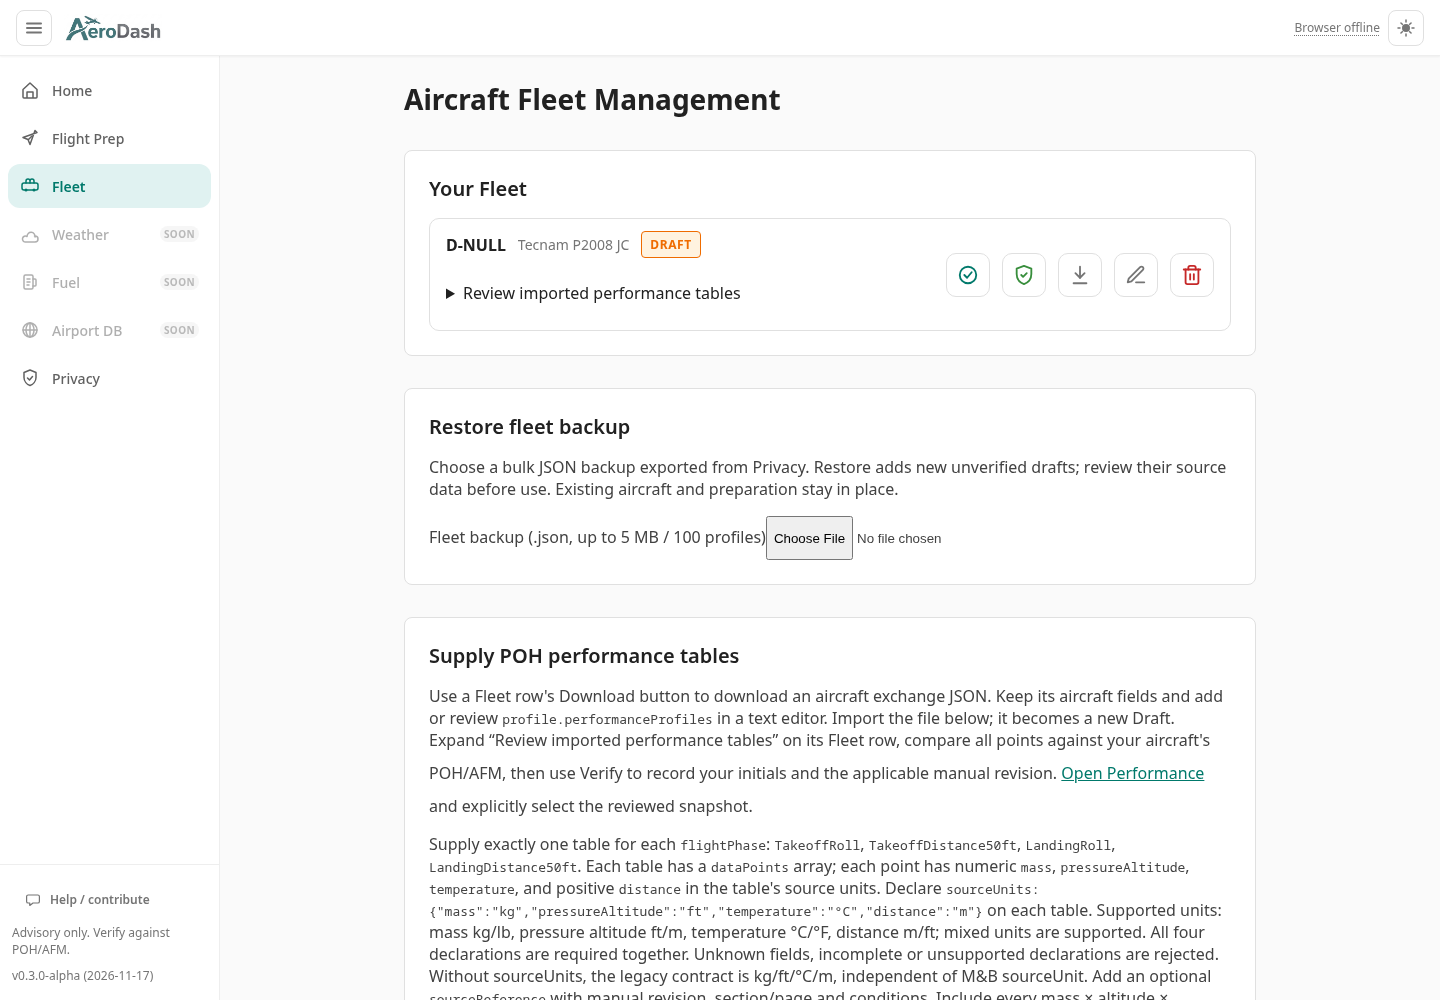 AeroDash
Browser offline
Home
Flight Prep
Fleet
Weather SOON
Fuel SOON
Airport DB SOON
Privacy
Help / contribute
Advisory only. Verify against
POH/AFM.
v0.3.0-alpha (2026-11-17)
Aircraft Fleet Management
Your Fleet
D-NULL Tecnam P2008 JC DRAFT
Review imported performance tables
Restore fleet backup
Choose a bulk JSON backup exported from Privacy. Restore adds new unverified drafts; review their source
data before use. Existing aircraft and preparation stay in place.
Fleet backup (.json, up to 5 MB / 100 profiles) Choose File No file chosen
Supply POH performance tables
Use a Fleet row's Download button to download an aircraft exchange JSON. Keep its aircraft fields and add
or review profile.performanceProfiles in a text editor. Import the file below; it becomes a new Draft.
Expand “Review imported performance tables” on its Fleet row, compare all points against your aircraft's
POH/AFM, then use Verify to record your initials and the applicable manual revision. Open Performance
and explicitly select the reviewed snapshot.
Supply exactly one table for each flightPhase: TakeoffRoll, TakeoffDistance50ft, LandingRoll,
LandingDistance50ft. Each table has a dataPoints array; each point has numeric mass, pressureAltitude,
temperature, and positive distance in the table's source units. Declare sourceUnits:
{"mass":"kg","pressureAltitude":"ft","temperature":"°C","distance":"m"} on each table. Supported units:
mass kg/lb, pressure altitude ft/m, temperature °C/°F, distance m/ft; mixed units are supported. All four
declarations are required together. Unknown fields, incomplete or unsupported declarations are rejected.
Without sourceUnits, the legacy contract is kg/ft/°C/m, independent of M&B sourceUnit. Add an optional
sourceReference with manual revision, section/page and conditions. Include every mass × altitude ×